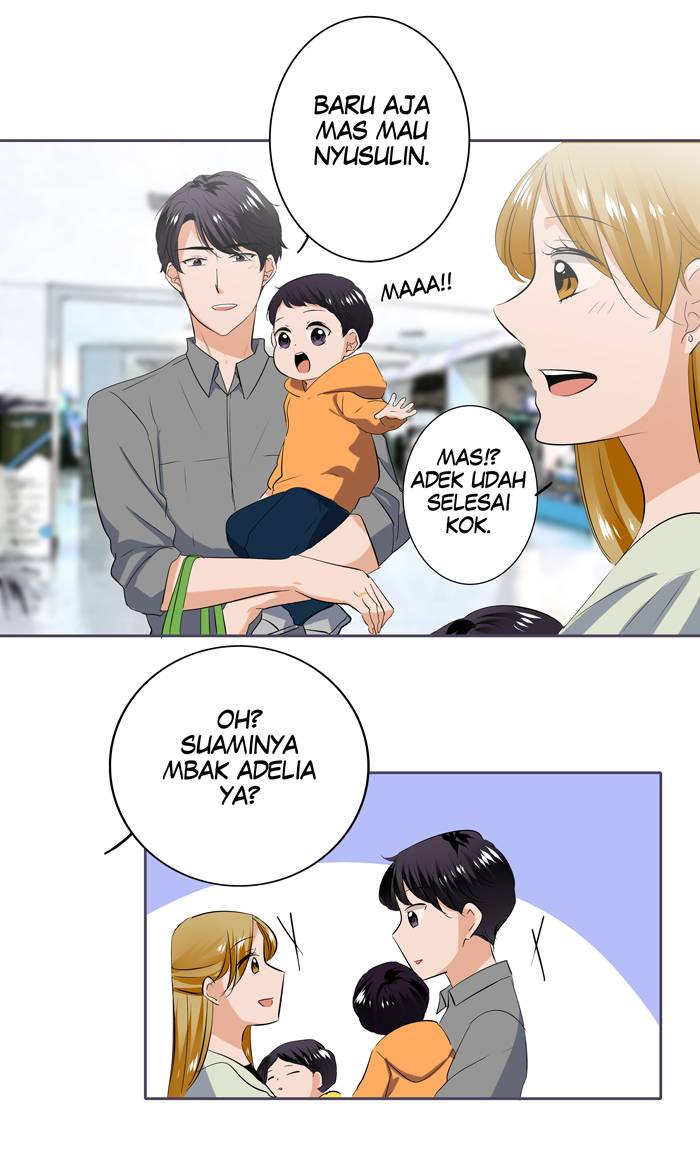 BARU AJA
MAS MAU
NYUSULIN.
MAAA!!
MAS!?
ADEK UDAH
SELESAI
KOK.
OH?
SUAMINYA
MBAK ADELIA
YA?